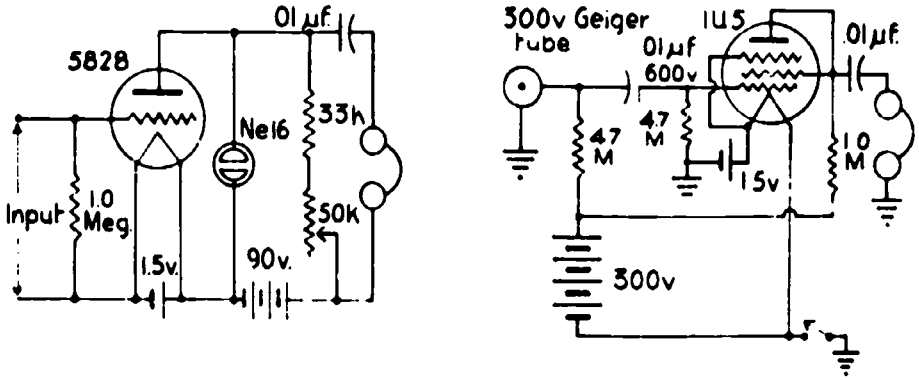 .01 µf.
5828
Ne16
33h
Input
1.0
Meg.
50k
1.5v.
90v.
300v Geiger
tube
1U5
.01 µf.
.01 µf
600v
4.7
M
4.7
M
1.5v
1.0
M
300v